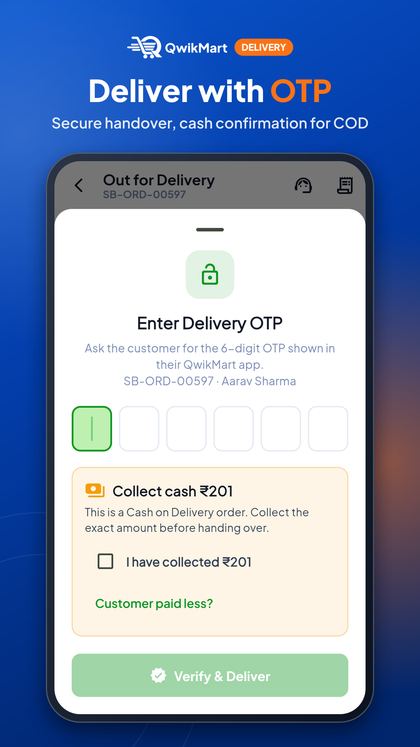 QwikMart DELIVERY
Deliver with OTP
Secure handover, cash confirmation for COD
Out for Delivery
SB-ORD-00597
Enter Delivery OTP
Ask the customer for the 6-digit OTP shown in
their QwikMart app.
SB-ORD-00597 · Aarav Sharma
Collect cash ₹201
This is a Cash on Delivery order. Collect the
exact amount before handing over.
I have collected ₹201
Customer paid less?
Verify & Deliver